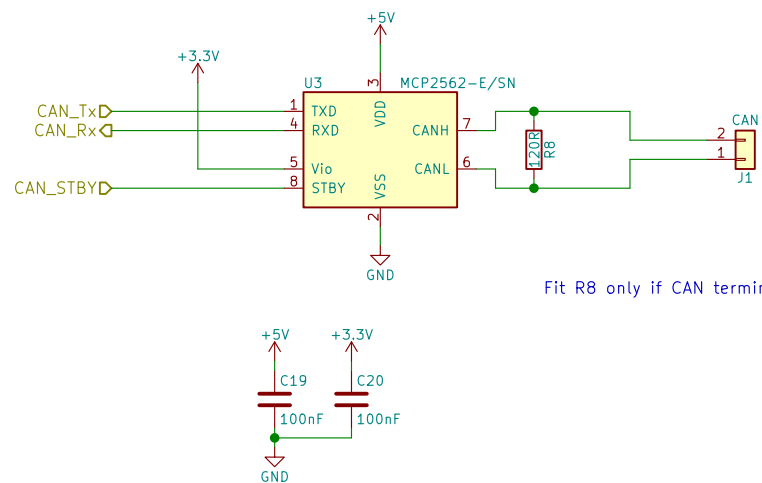 +5V
+3.3V
U3
MCP2562-E/SN
3
VDD
CAN_Tx
1
TXD
CAN_Rx
4
RXD
CANH
7
120R
R8
CAN
2
1
J1
5
Vio
CANL
6
CAN_STBY
8
STBY
VSS
2
GND
Fit R8 only if CAN termi
+5V
+3.3V
C19
C20
100nF
100nF
GND